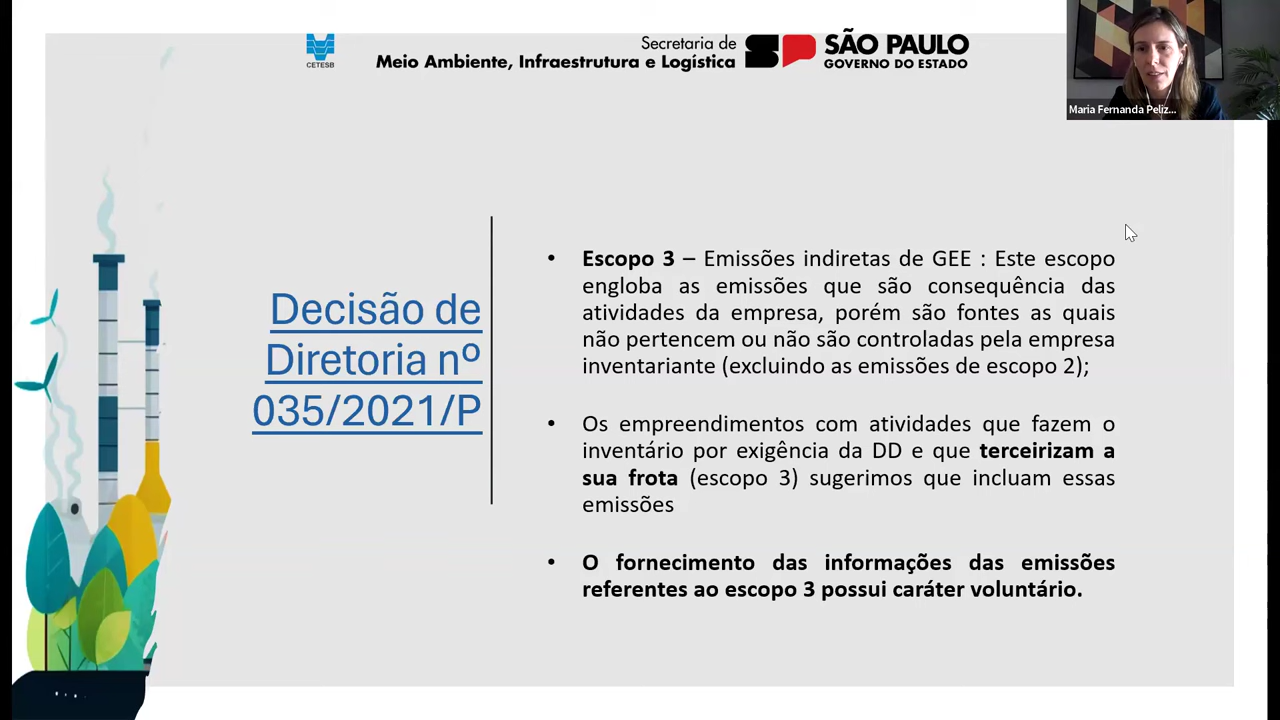 CETESB
Secretaria de
Meio Ambiente, Infraestrutura e Logística
SP
SÃO PAULO
GOVERNO DO ESTADO
Maria Fernanda Peliz...
Decisão de
Diretoria nº
035/2021/P
• Escopo 3 – Emissões indiretas de GEE : Este escopo
engloba as emissões que são consequência das
atividades da empresa, porém são fontes as quais
não pertencem ou não são controladas pela empresa
inventariante (excluindo as emissões de escopo 2);
• Os empreendimentos com atividades que fazem o
inventário por exigência da DD e que terceirizam a
sua frota (escopo 3) sugerimos que incluam essas
emissões
• O fornecimento das informações das emissões
referentes ao escopo 3 possui caráter voluntário.